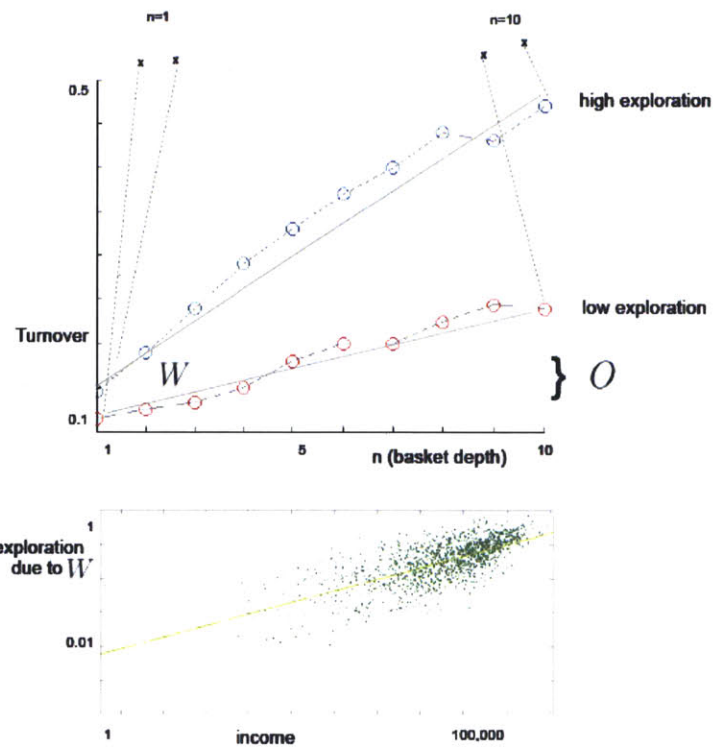 n=1
n=10
x
x
x
x
0.5
high exploration
Turnover
low exploration
W
} O
0.1
1 5 10
n (basket depth)
1
exploration
due to W
0.01
1 income 100,000